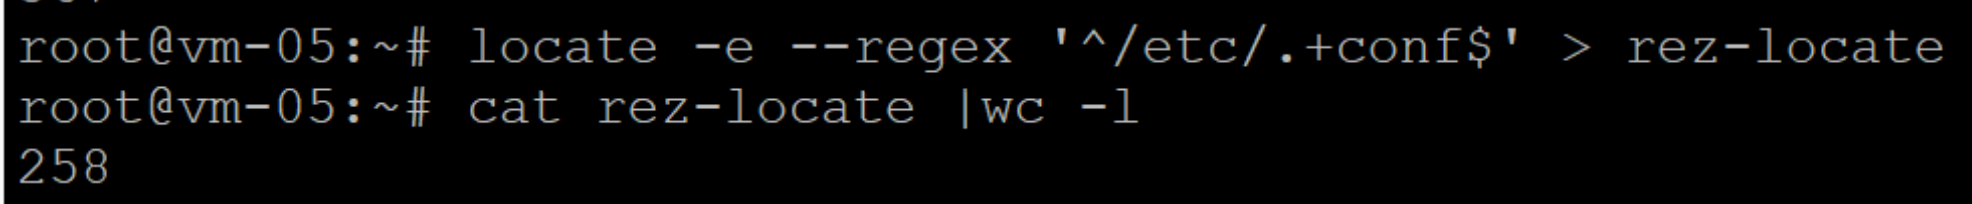 root@vm-05:~# locate -e --regex '^/etc/.+conf$' > rez-locate
root@vm-05:~# cat rez-locate |wc -l
258